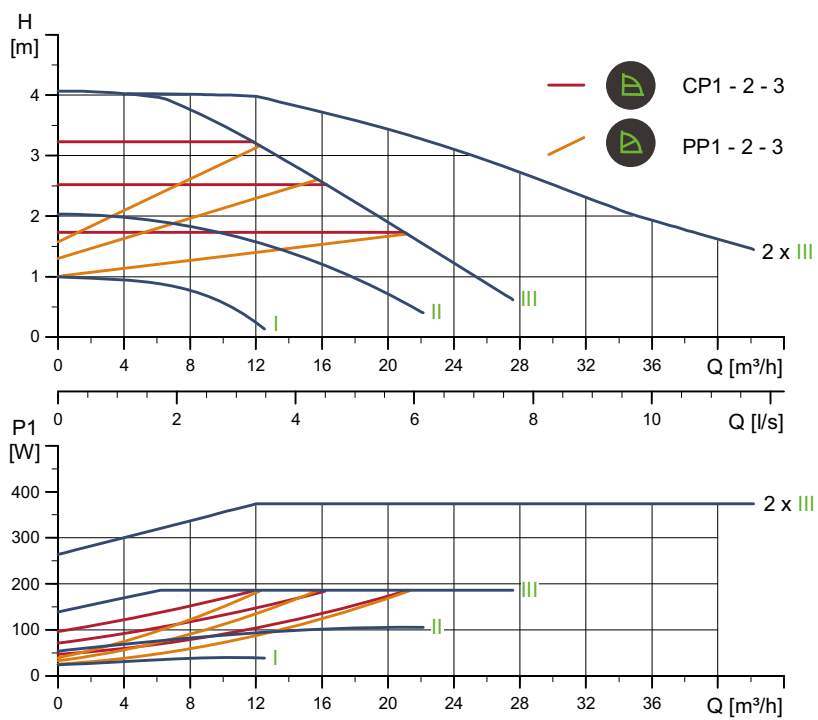 H
[m]
4
3
2
1
0
CP1 - 2 - 3
PP1 - 2 - 3
2 x III
III
II
I
0 4 8 12 16 20 24 28 32 36 Q [m³/h]
0 2 4 6 8 10 Q [l/s]
P1
[W]
400
300
200
100
0
2 x III
III
II
I
0 4 8 12 16 20 24 28 32 36 Q [m³/h]